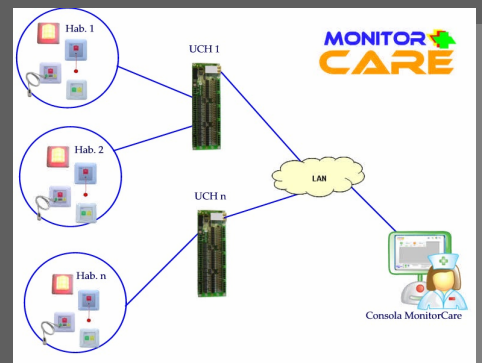 Hab. 1
UCH 1
MONITOR
CARE
Hab. 2
LAN
UCH n
Hab. n
Consola MonitorCare